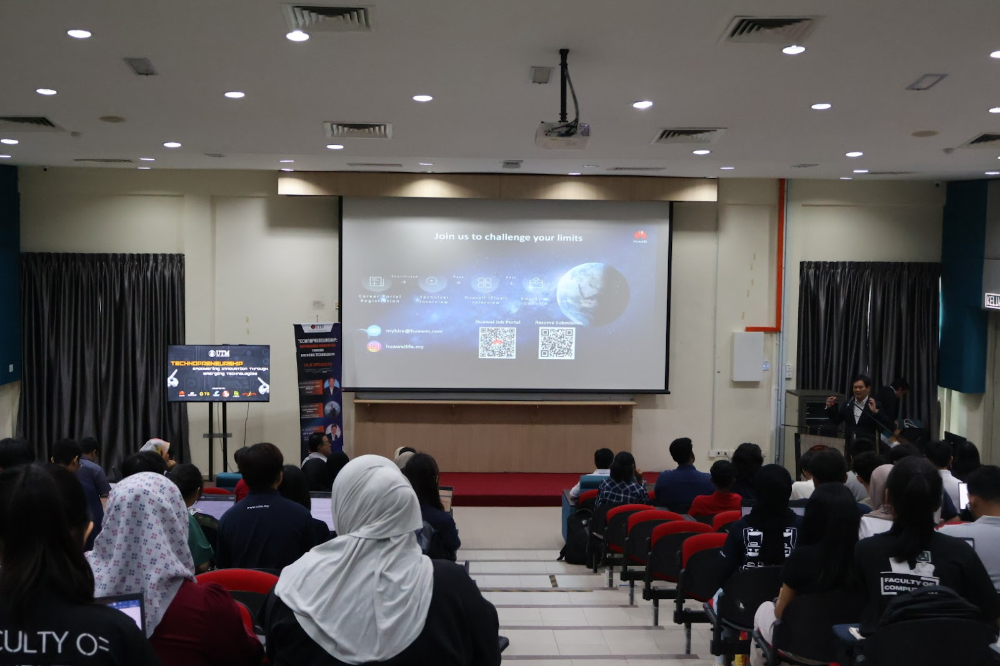 Join us to challenge your limits
HUAWEI
Shortlisted
Pass
Pass
Career Portal
Registration
Technical
Interview
Overall (Final)
Interview
Huawei Job Portal
Resume Submission
myhire@huawei.com
huaweilife.my
UTM
TECHNOPRENEURSHIP
EMPOWERING INNOVATION THROUGH
EMERGING TECHNOLOGIES
UTM
TECHNOPRENEURSHIP:
EMPOWERING INNOVATION
THROUGH
EMERGING TECHNOLOGIES
OUR SPEAKERS
KELUA
www.utm.my
FACULTY OF
COMPU
CULTY OF